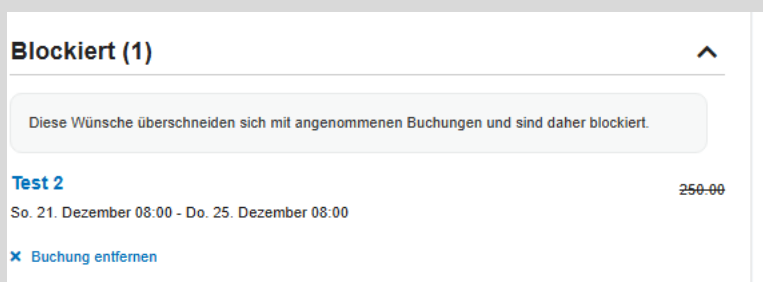 Blockiert (1)
Diese Wünsche überschneiden sich mit angenommenen Buchungen und sind daher blockiert.
Test 2
250.00
So. 21. Dezember 08:00 - Do. 25. Dezember 08:00
Buchung entfernen